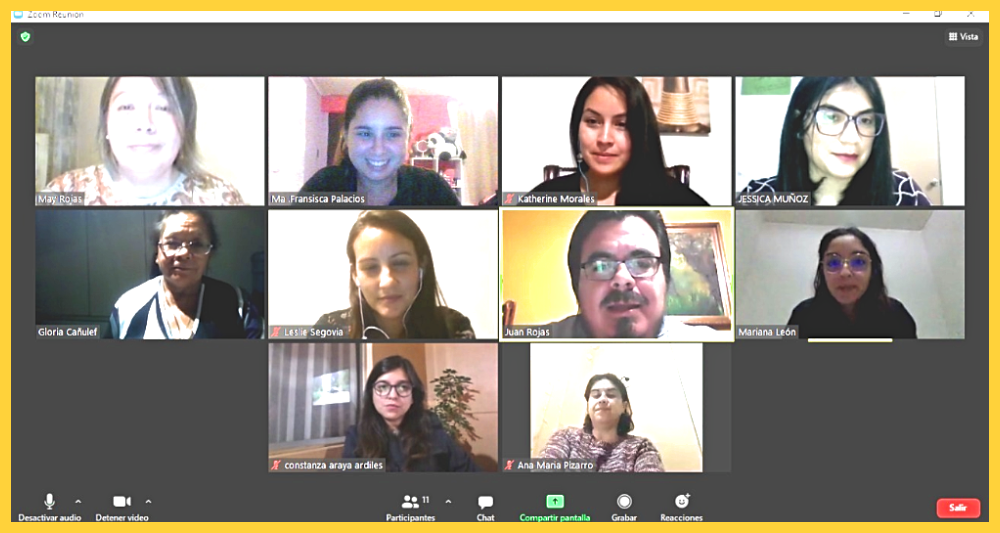 Zoom Reunión
Vista
May Rojas
Ma. Fransisca Palacios
Katherine Morales
JESSICA MUÑOZ
Gloria Cañulef
Leslie Segovia
Juan Rojas
Mariana León
constanza araya ardiles
Ana Maria Pizarro
Desactivar audio
Detener video
Participantes
11
Chat
Compartir pantalla
Grabar
Reacciones
Salir